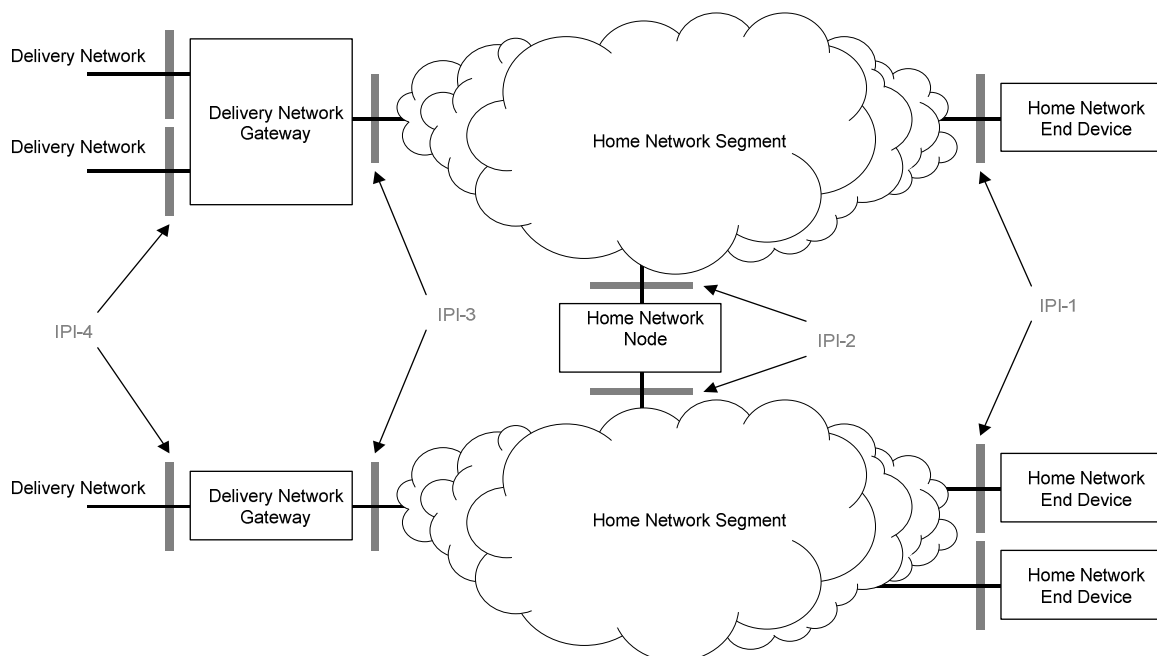 Delivery Network
Delivery Network
Delivery Network
Gateway
Home Network Segment
Home Network
End Device
IPI-4
IPI-3
Home Network
Node
IPI-2
IPI-1
Delivery Network
Delivery Network
Gateway
Home Network Segment
Home Network
End Device
Home Network
End Device